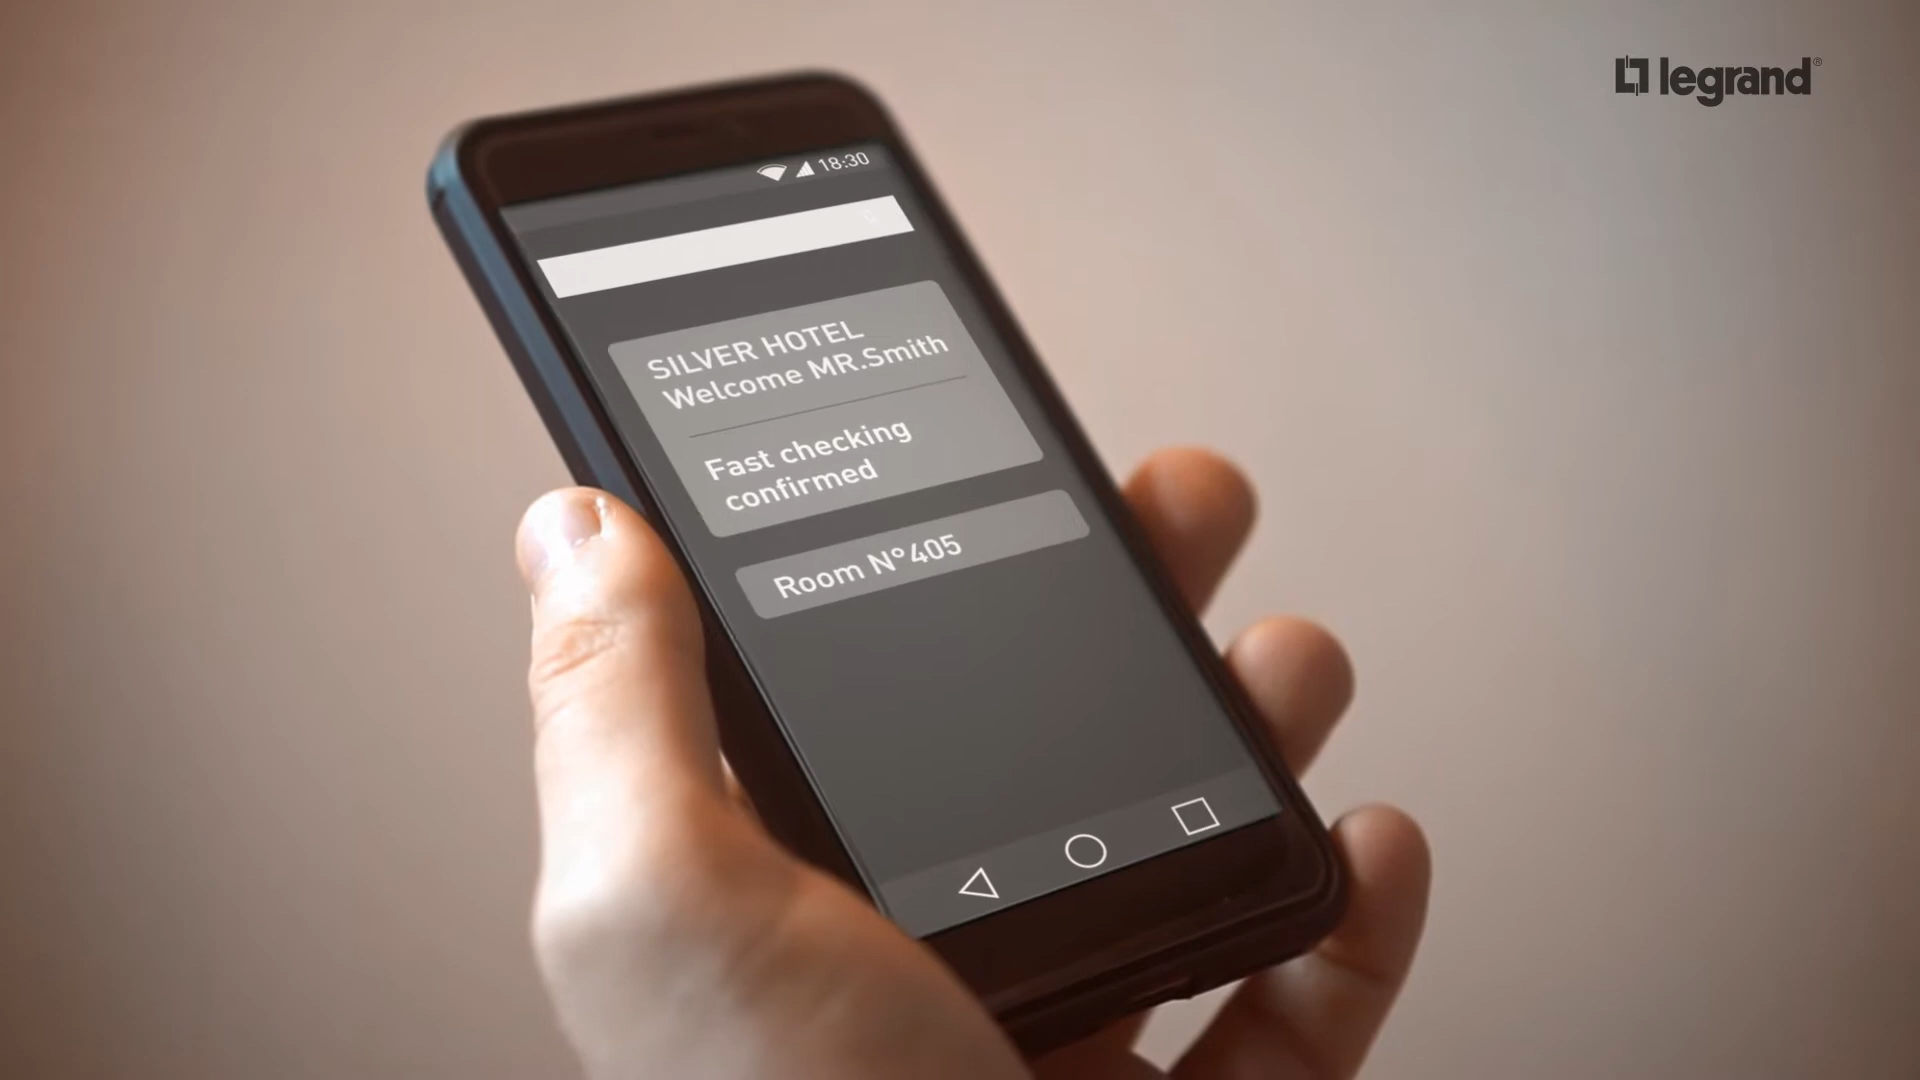 legrand®
18:30
SILVER HOTEL
Welcome MR.Smith
Fast checking
confirmed
Room N°405